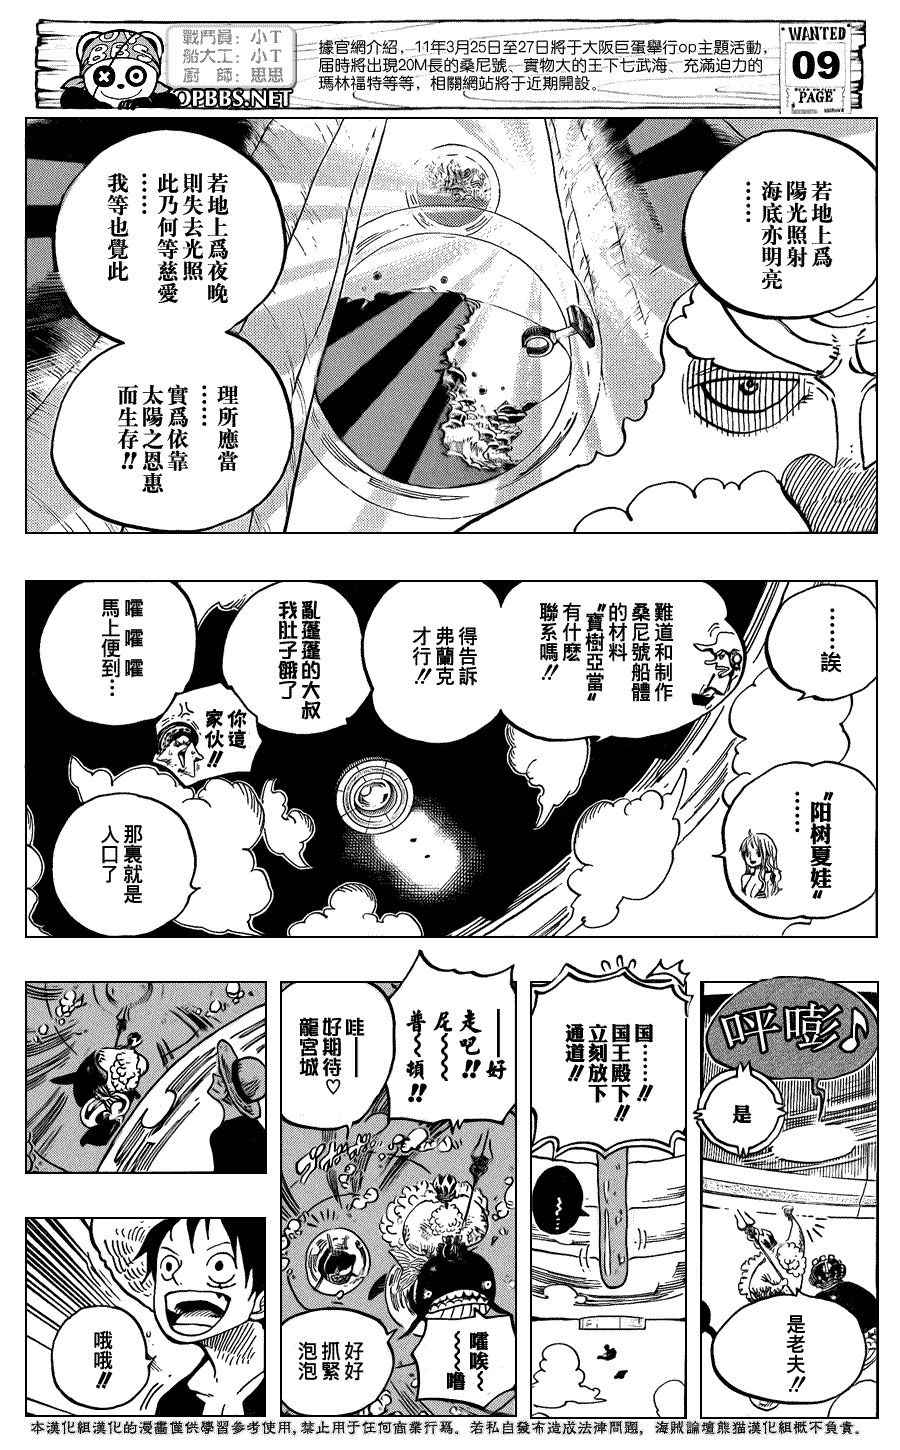 戰鬥員：小T
船大工：小T
廚　師：思思
OPBBS.NET
據官網介紹，11年3月25日至27日將于大阪巨蛋舉行op主題活動，
届時將出現20M長的桑尼號、實物大的王下七武海、充滿迫力的
瑪林福特等等，相關網站將于近期開設。
WANTED
09
PAGE
若地上爲
陽光照射
海底亦明亮
……
若地上爲夜晚
則失去光照
此乃何等慈愛
……
我等也覺此
理所應當
……
實爲依靠
太陽之恩惠
而生存!!
……誒
"阳树夏娃"
……
難道和制作
桑尼號船體
的材料
"寶樹亞當"
有什麽
聯系嗎!!
得告訴
弗蘭克
才行!!
亂蓬蓬的大叔
我肚子餓了
你這
家伙!!
嚯 嚯 嚯
馬上便到…
那裏就是
人口了
呯嘭♪
是
是老夫!!
国……!!
国王殿下!!
立刻放下
通道!!
……
——好
走吧!!
尼～～
普～～頓!!
哇——
好期待♡
龍宮城
嚯唉～～嚕
好好
抓緊
泡泡
哦哦!!
本漢化組漢化的漫畫僅供學習參考使用,禁止用于任何商業行爲。若私自發布造成法律問題，海賊論壇熊猫漢化組概不負責。